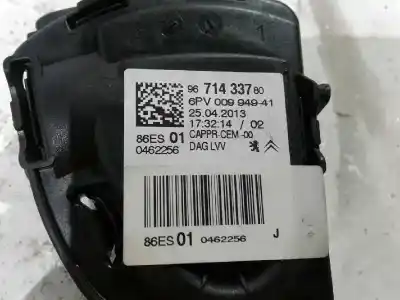 96 714 337 80
6PV 009 949-41
25.04.2013
17:32:14 / 02
86ES 01 CAPPR-CEM -00
0462256 DAG LVV
86ES 01 0462256 J